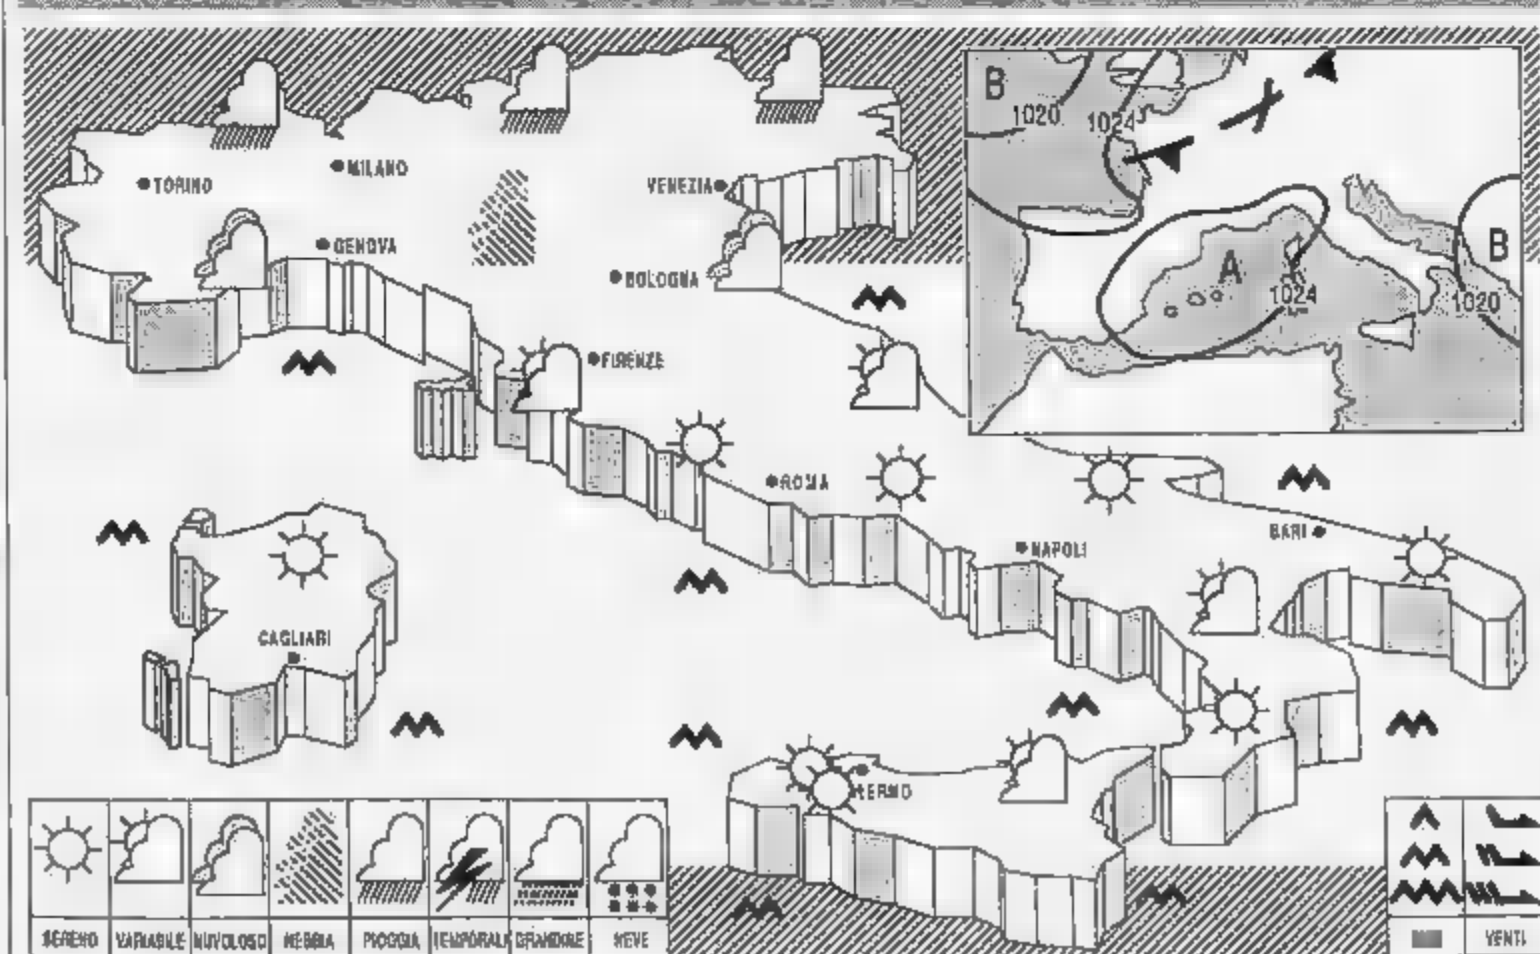 B
1020
1024
A
1024
B
1020
TORINO
MILANO
VENEZIA
GENOVA
BOLOGNA
FIRENZE
ROMA
NAPOLI
BARI
CAGLIARI
SERENO
VARIABILE
NUVOLOSO
NEBBIA
PIOGGIA
TEMPORALI
GRANDINE
NEVE
VENTI